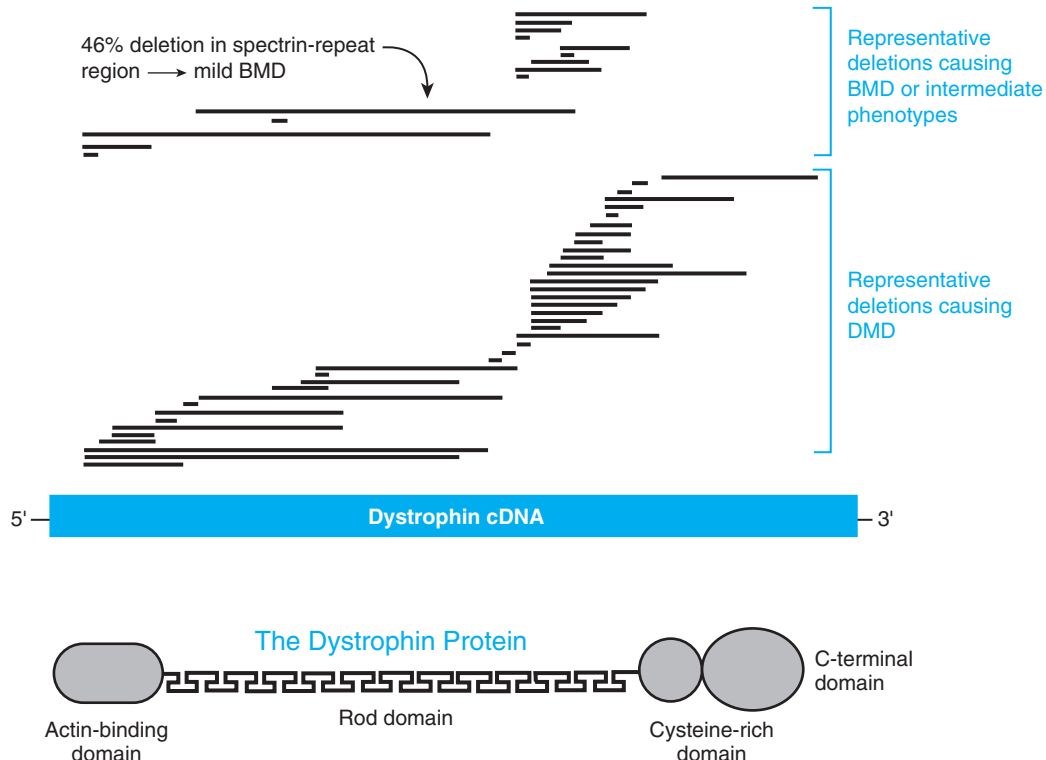 46% deletion in spectrin-repeat
region → mild BMD
Representative
deletions causing
BMD or intermediate
phenotypes
Representative
deletions causing
DMD
5' Dystrophin cDNA 3'
The Dystrophin Protein
C-terminal
domain
Rod domain
Actin-binding
domain
Cysteine-rich
domain